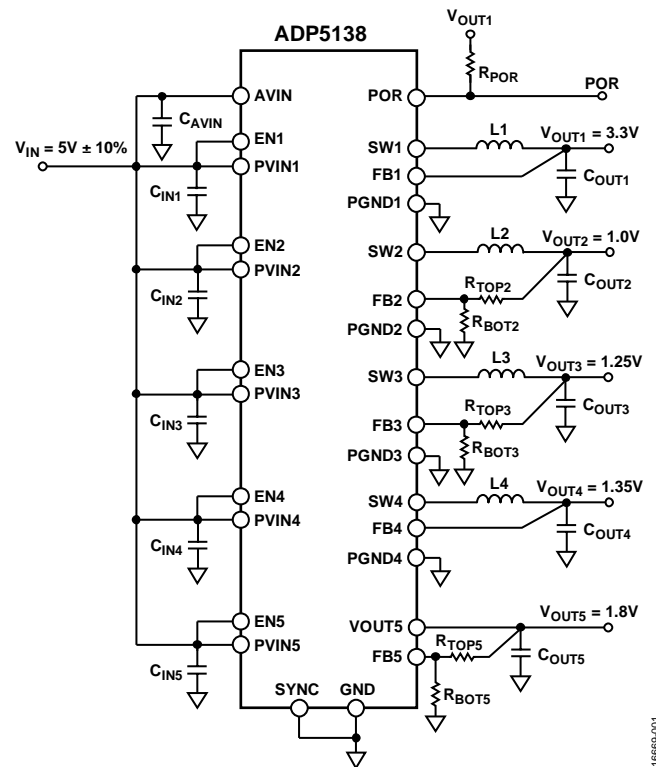 VOUT1
ADP5138
RPOR
AVIN
POR
POR
CAVIN
EN1
VIN = 5V ± 10%
PVIN1
CIN1
SW1
L1
VOUT1 = 3.3V
FB1
COUT1
PGND1
EN2
PVIN2
CIN2
SW2
L2
VOUT2 = 1.0V
FB2
RTOP2
COUT2
RBOT2
PGND2
EN3
PVIN3
CIN3
SW3
L3
VOUT3 = 1.25V
FB3
RTOP3
COUT3
RBOT3
PGND3
EN4
PVIN4
CIN4
SW4
L4
VOUT4 = 1.35V
FB4
COUT4
PGND4
EN5
PVIN5
CIN5
VOUT5
VOUT5 = 1.8V
FB5
RTOP5
COUT5
RBOT5
SYNC
GND
16669-001